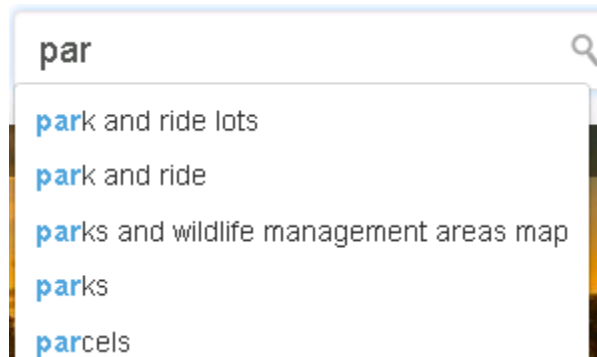 par
park and ride lots
park and ride
parks and wildlife management areas map
parks
parcels